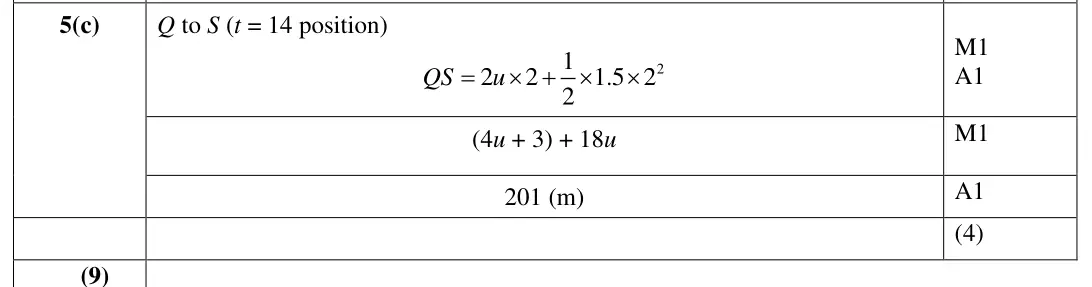 5(c) Q to S (t = 14 position)
QS = 2u × 2 + 1/2 × 1.5 × 2² M1 A1
(4u + 3) + 18u M1
201 (m) A1
(4)
(9)